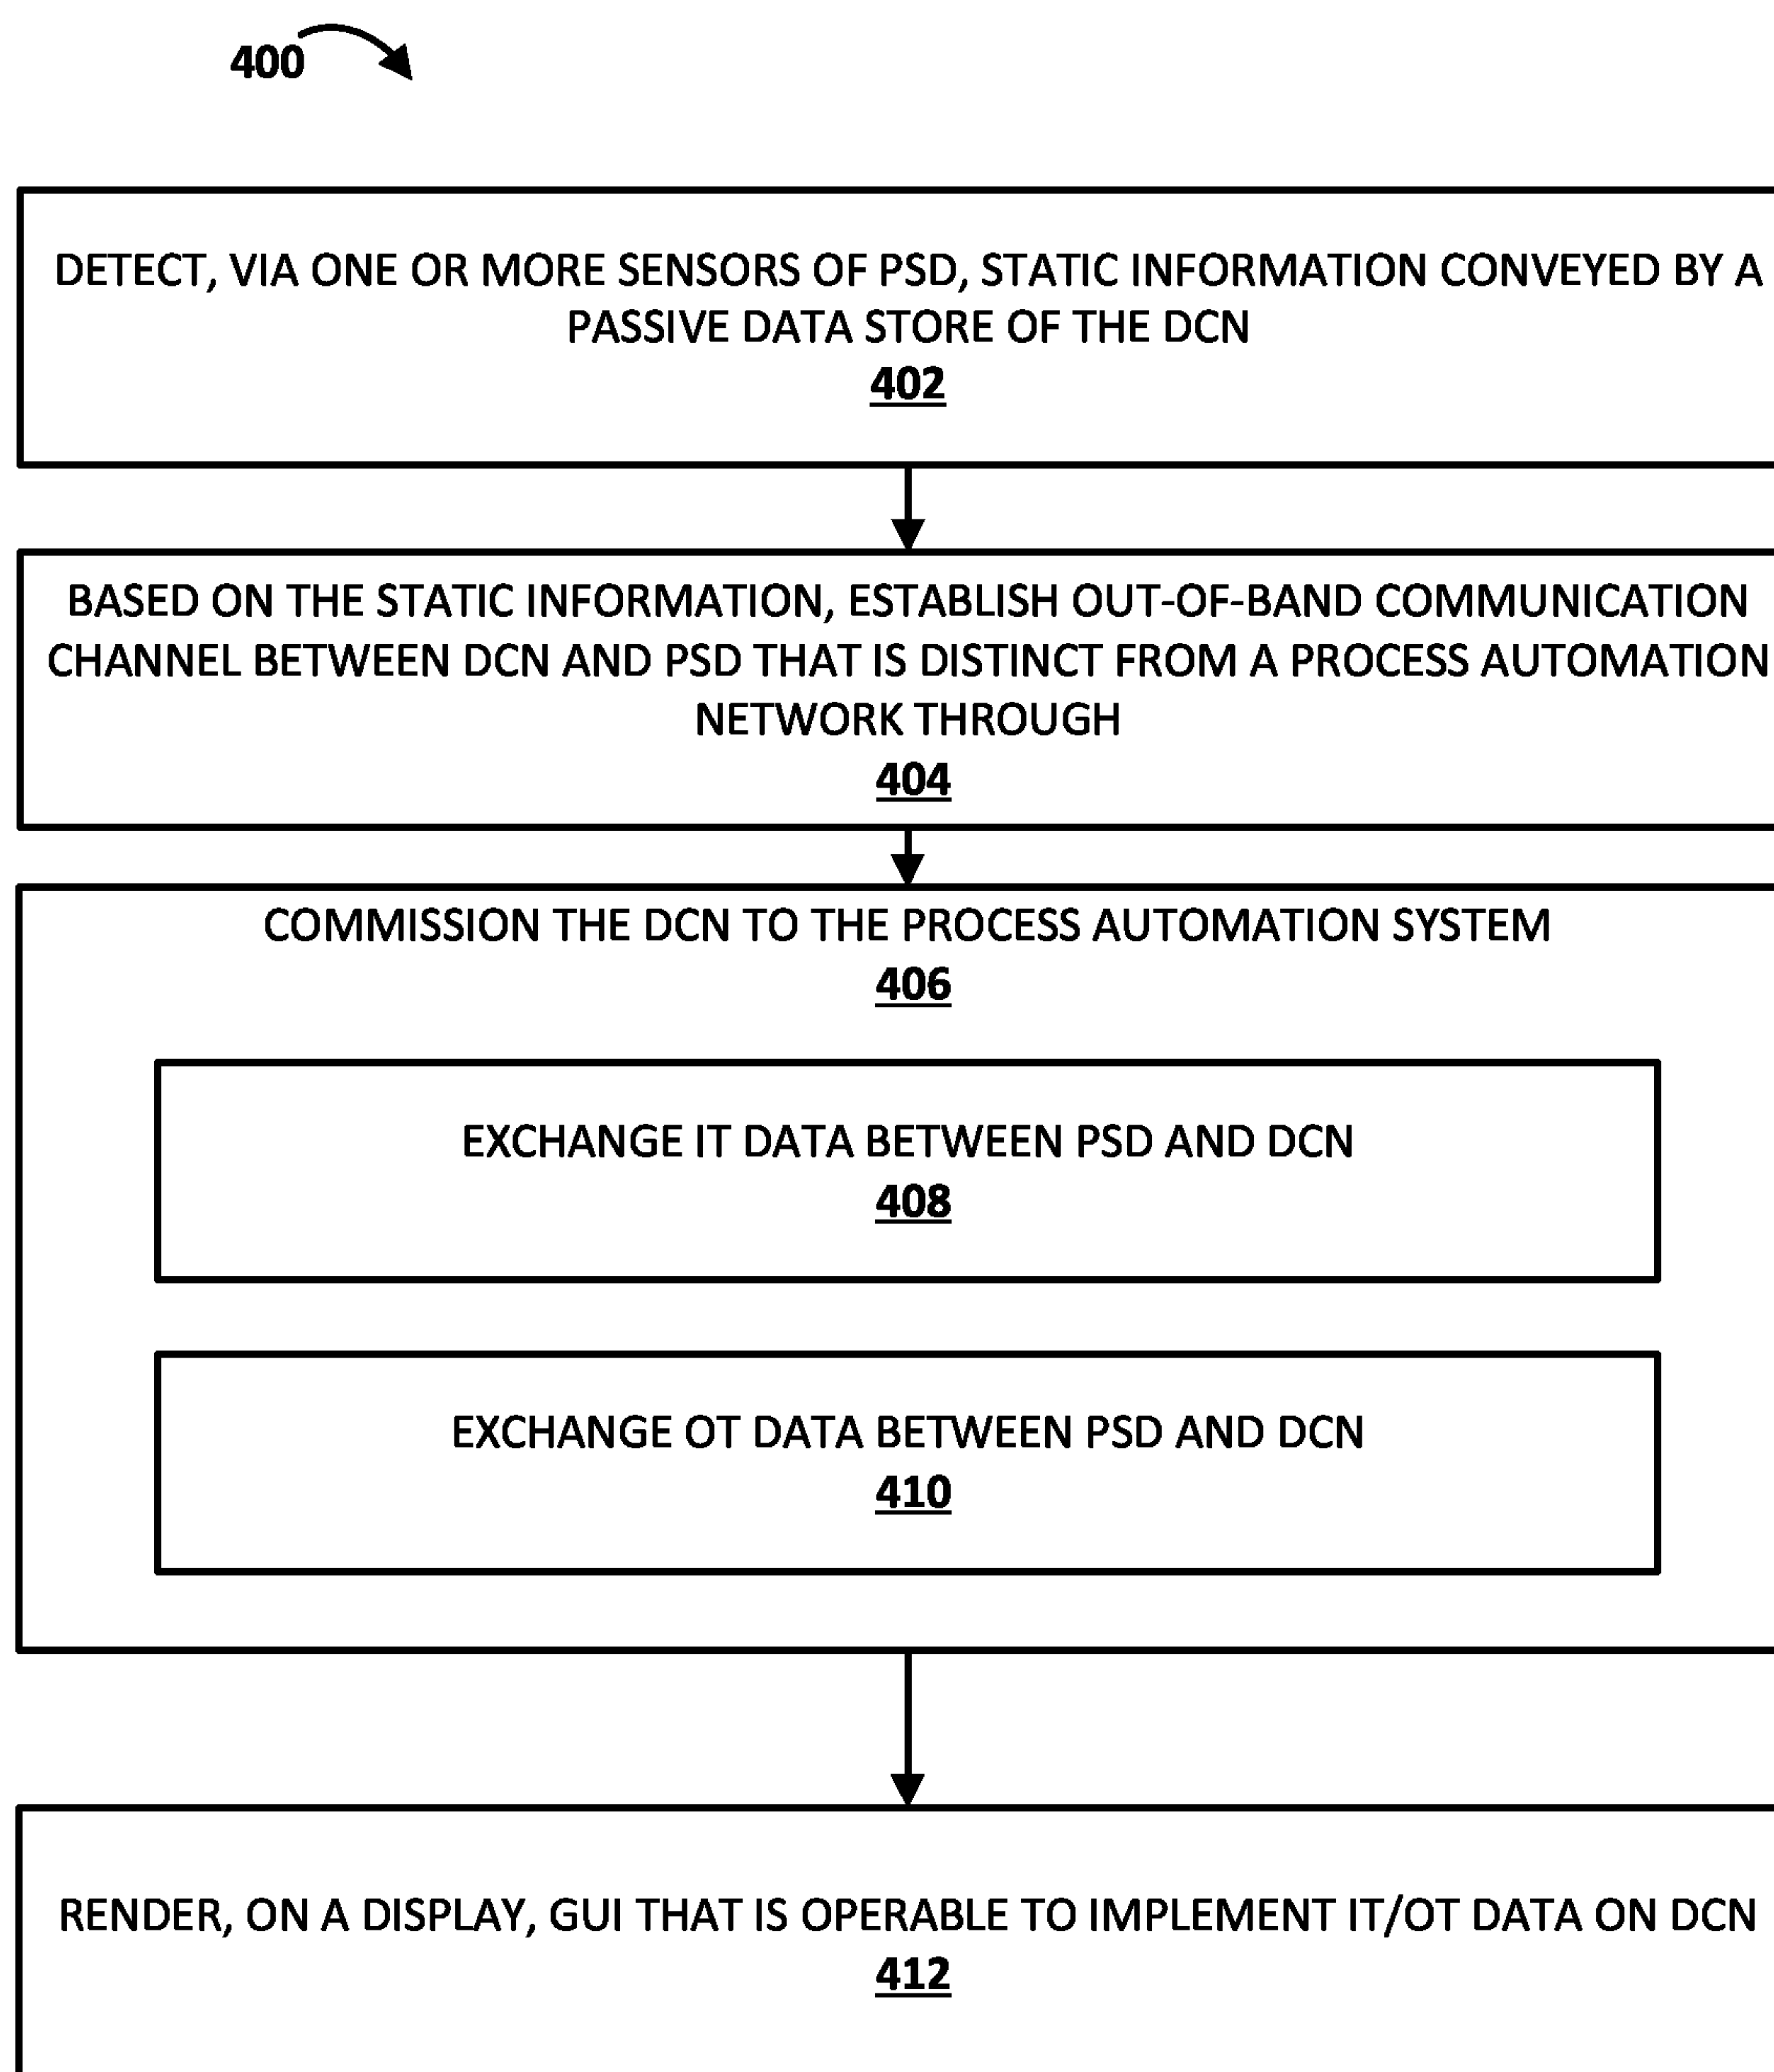 400
DETECT, VIA ONE OR MORE SENSORS OF PSD, STATIC INFORMATION CONVEYED BY A
PASSIVE DATA STORE OF THE DCN
402
BASED ON THE STATIC INFORMATION, ESTABLISH OUT-OF-BAND COMMUNICATION
CHANNEL BETWEEN DCN AND PSD THAT IS DISTINCT FROM A PROCESS AUTOMATION
NETWORK THROUGH
404
COMMISSION THE DCN TO THE PROCESS AUTOMATION SYSTEM
406
EXCHANGE IT DATA BETWEEN PSD AND DCN
408
EXCHANGE OT DATA BETWEEN PSD AND DCN
410
RENDER, ON A DISPLAY, GUI THAT IS OPERABLE TO IMPLEMENT IT/OT DATA ON DCN
412